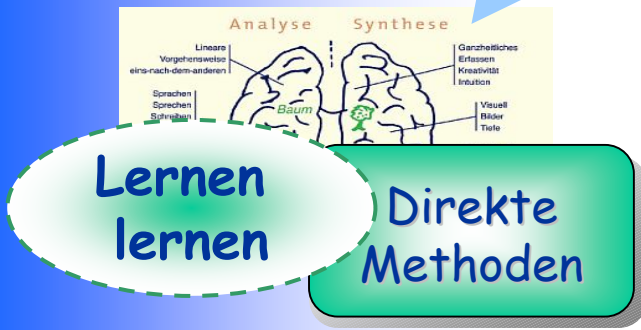 Analyse Synthese
Lineare
Vorgehensweise
eins-nach-dem-anderen
Ganzheitliches
Erfassen
Kreativität
Intuition
Sprachen
Sprechen
Schreiben
Baum
Visuell
Bilder
Tiefe
Lernen
lernen
Direkte
Methoden